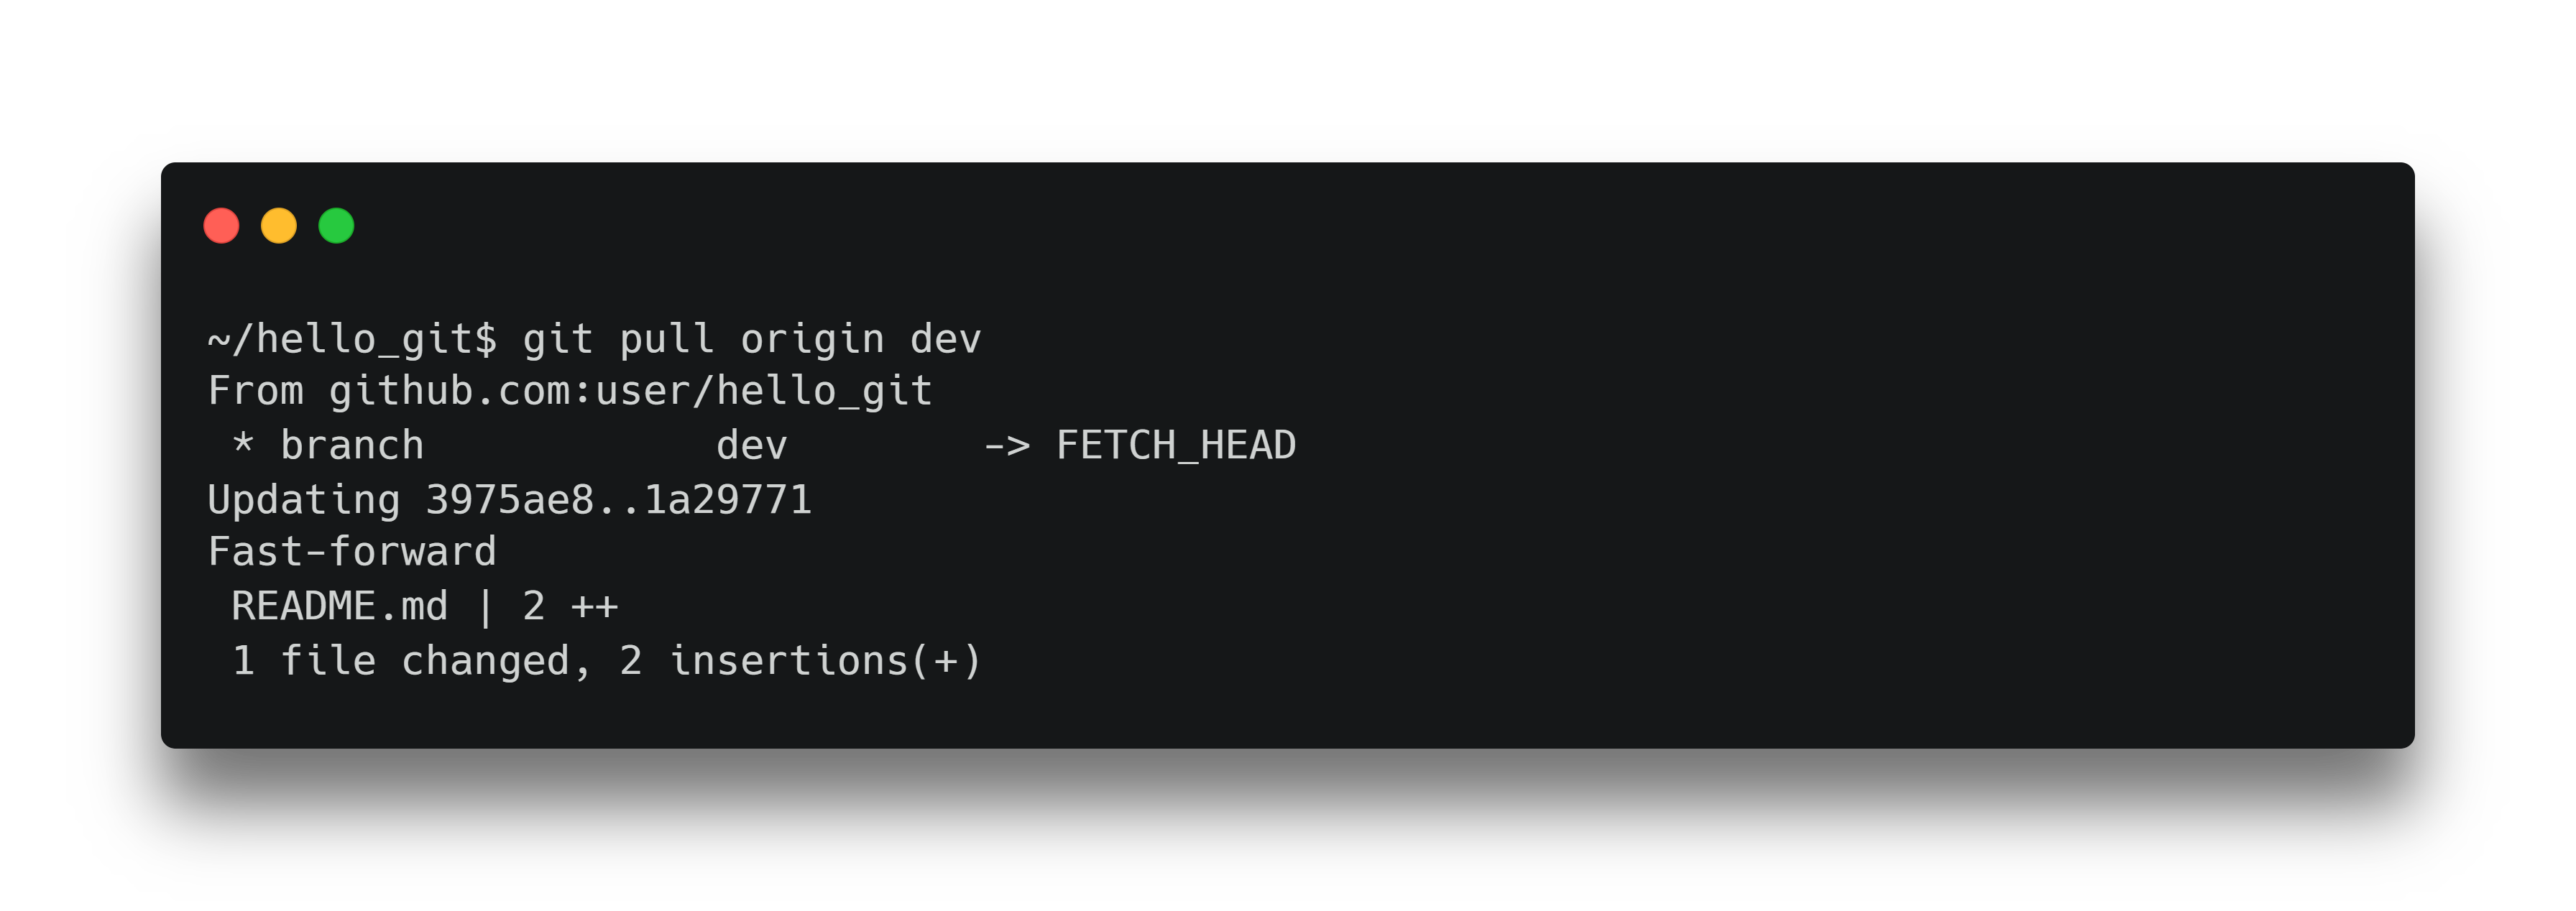 ~/hello_git$ git pull origin dev
From github.com:user/hello_git
 * branch            dev        -> FETCH_HEAD
Updating 3975ae8..1a29771
Fast-forward
 README.md | 2 ++
 1 file changed, 2 insertions(+)